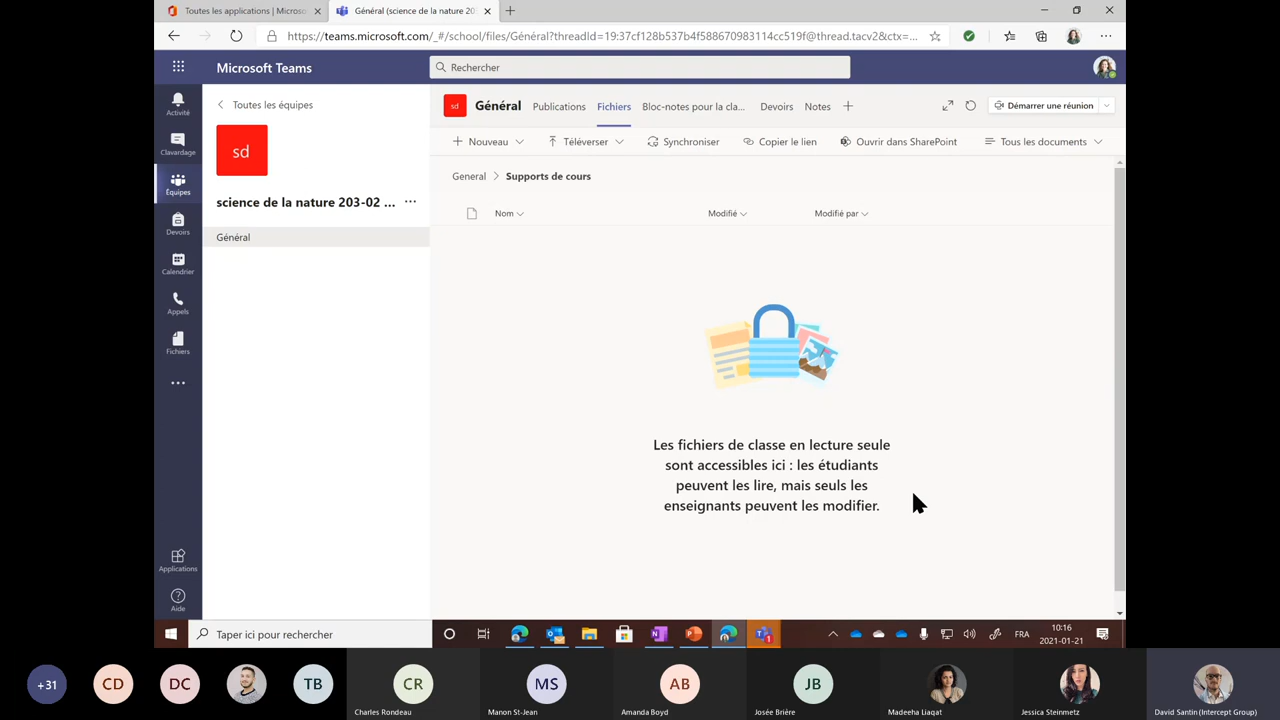 Toutes les applications | Microso
Général (science de la nature 20
https://teams.microsoft.com/_#/school/files/Général?threadId=19:37cf128b537b4f588670983114cc519f@thread.tacv2&ctx=...
Microsoft Teams
Rechercher
Activité
Clavardage
Équipes
Devoirs
Calendrier
Appels
Fichiers
Applications
Aide
Toutes les équipes
sd
science de la nature 203-02 ...
Général
sd
Général
Publications
Fichiers
Bloc-notes pour la cla...
Devoirs
Notes
Démarrer une réunion
Nouveau
Téléverser
Synchroniser
Copier le lien
Ouvrir dans SharePoint
Tous les documents
General > Supports de cours
Nom
Modifié
Modifié par
Les fichiers de classe en lecture seule
sont accessibles ici : les étudiants
peuvent les lire, mais seuls les
enseignants peuvent les modifier.
Taper ici pour rechercher
FRA
10:16
2021-01-21
+31
CD
DC
TB
CR
Charles Rondeau
MS
Manon St-Jean
AB
Amanda Boyd
JB
Josée Brière
Madeeha Liaqat
Jessica Steinmetz
David Santin (Intercept Group)